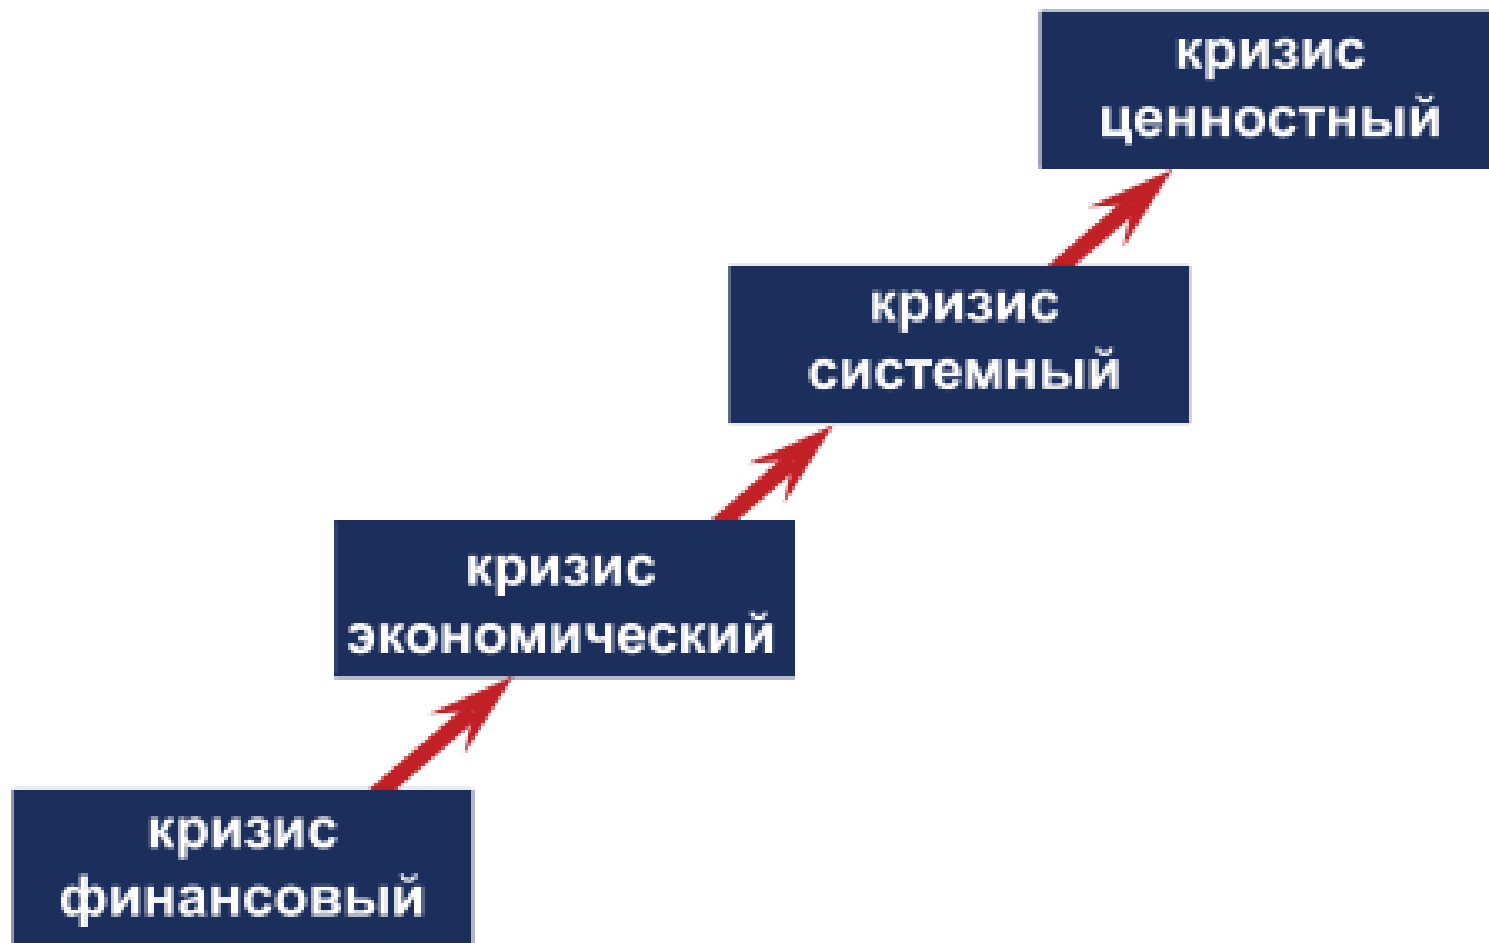 кризис
ценностный
кризис
системный
кризис
экономический
кризис
финансовый